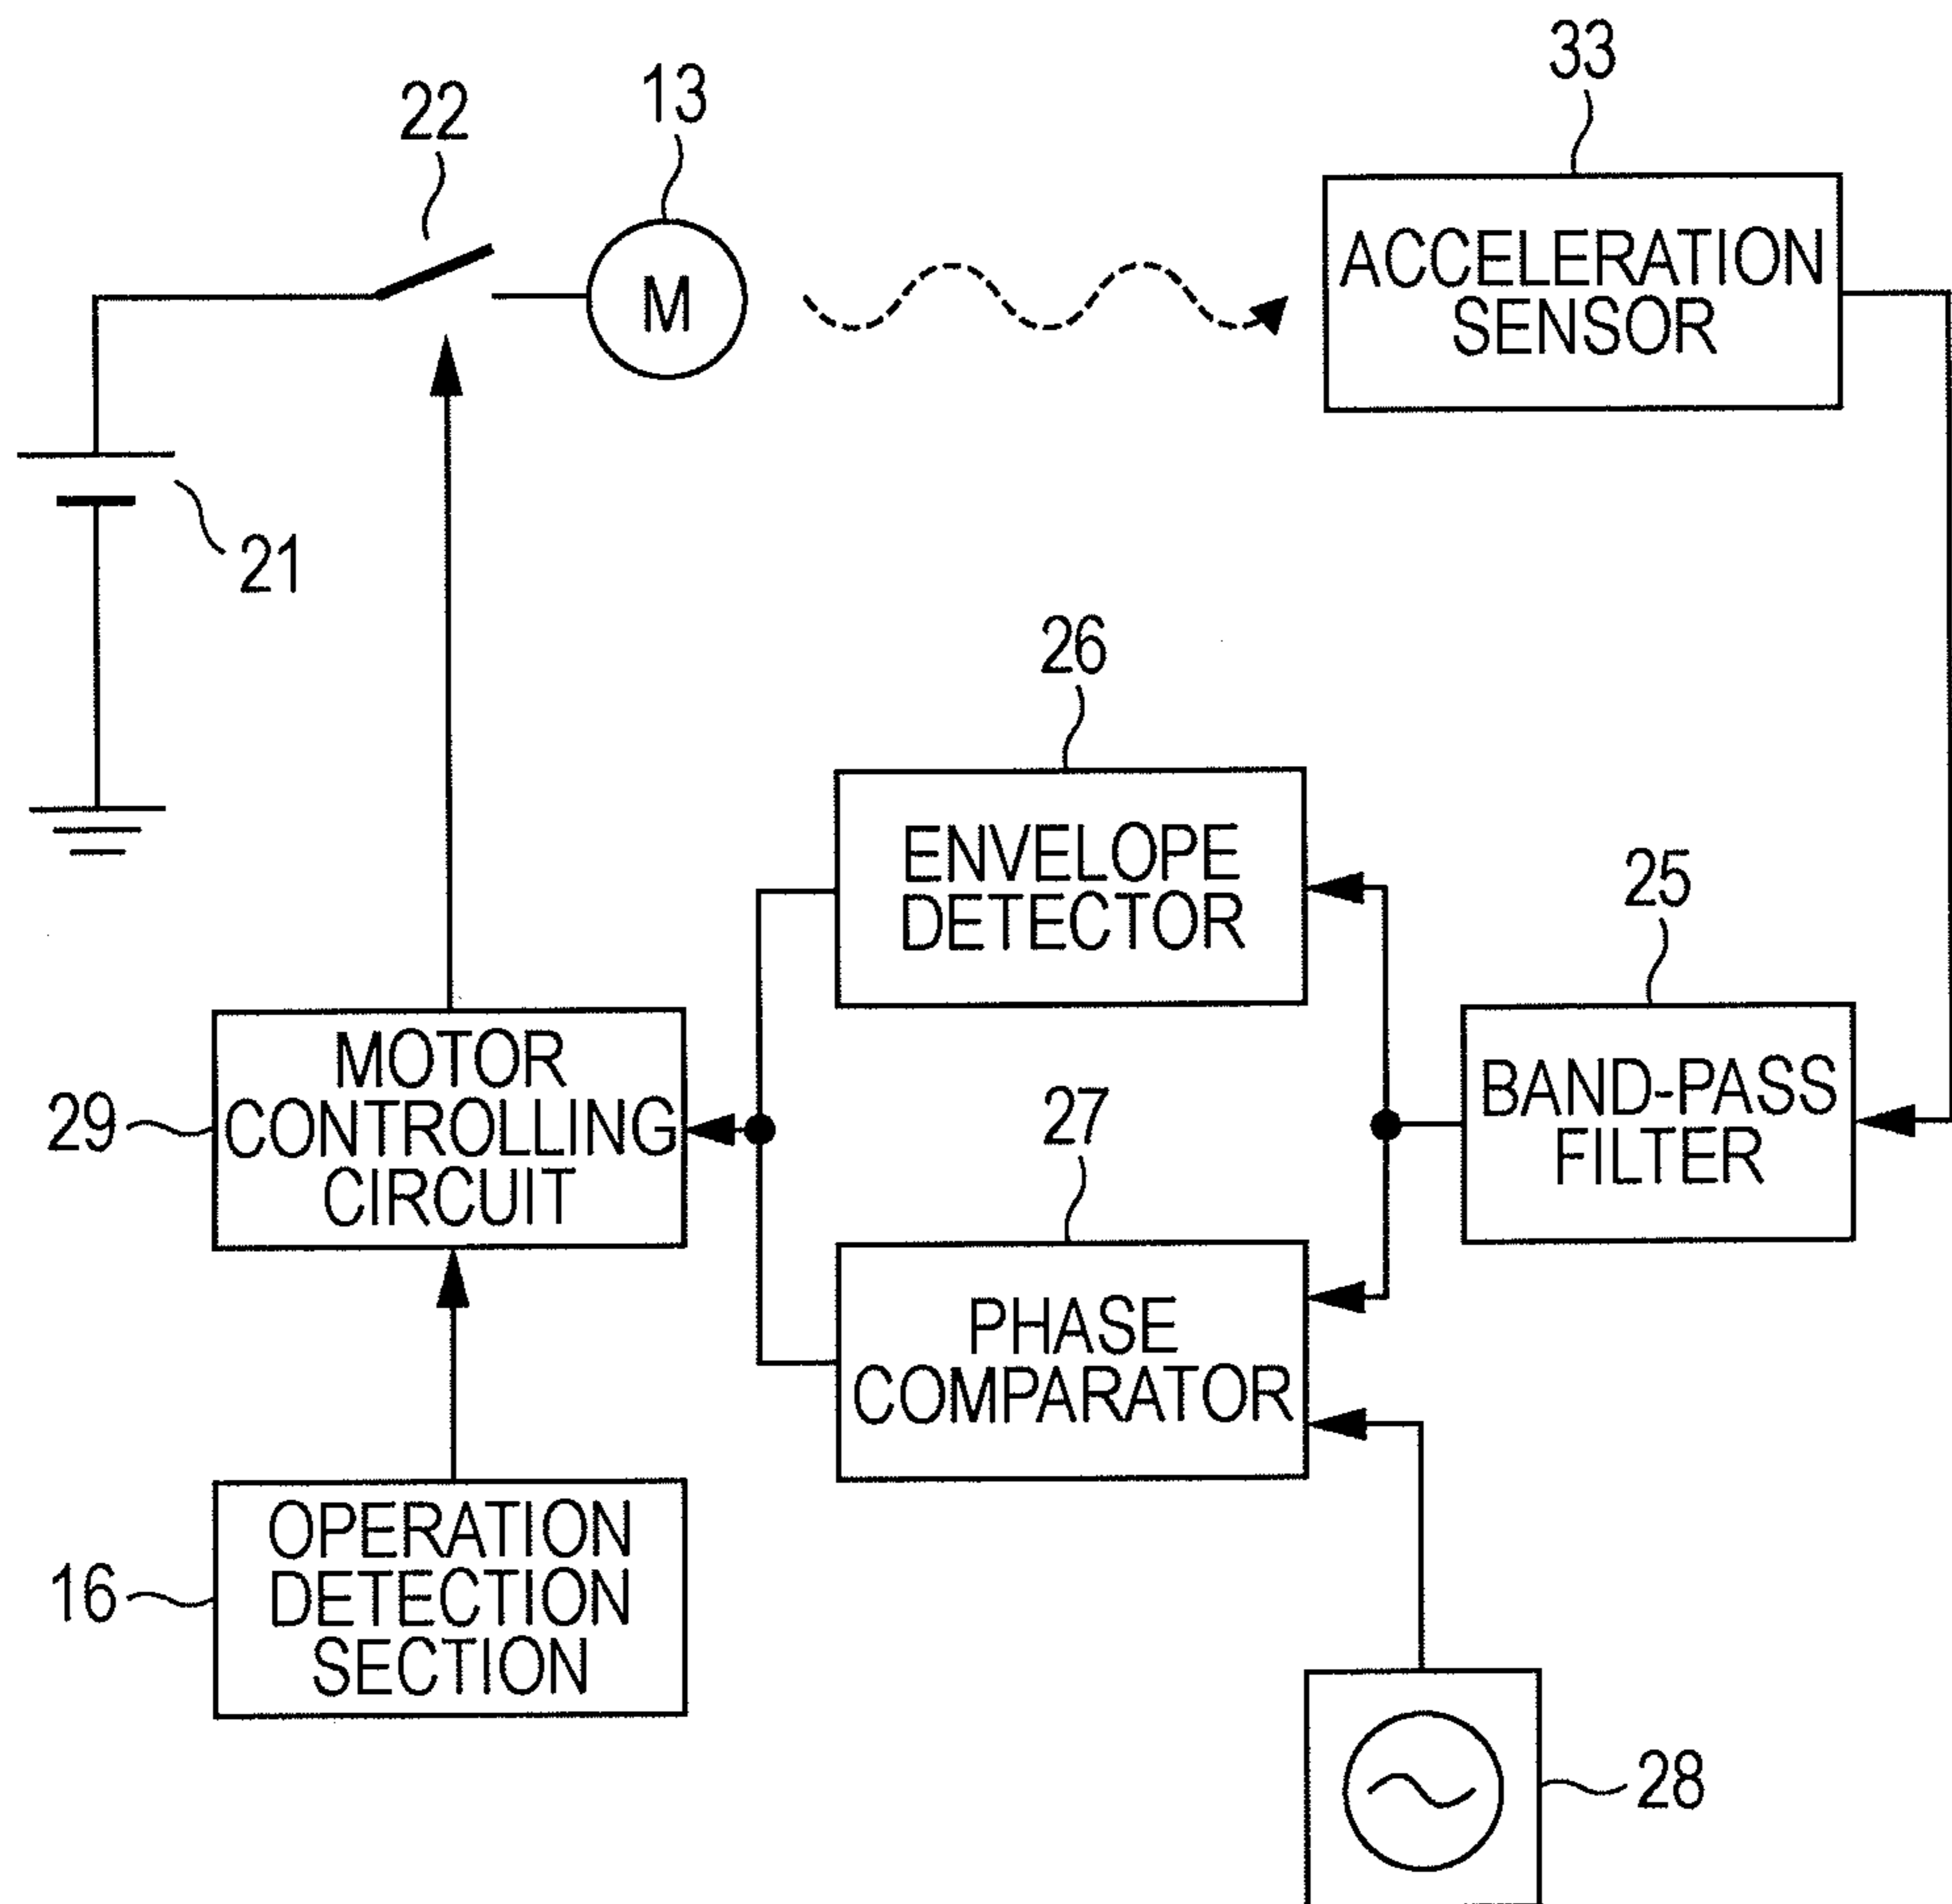 33
13
22
ACCELERATION
SENSOR
M
21
26
ENVELOPE
DETECTOR
25
BAND-PASS
FILTER
MOTOR
CONTROLLING
CIRCUIT
29
27
PHASE
COMPARATOR
OPERATION
DETECTION
SECTION
16
28